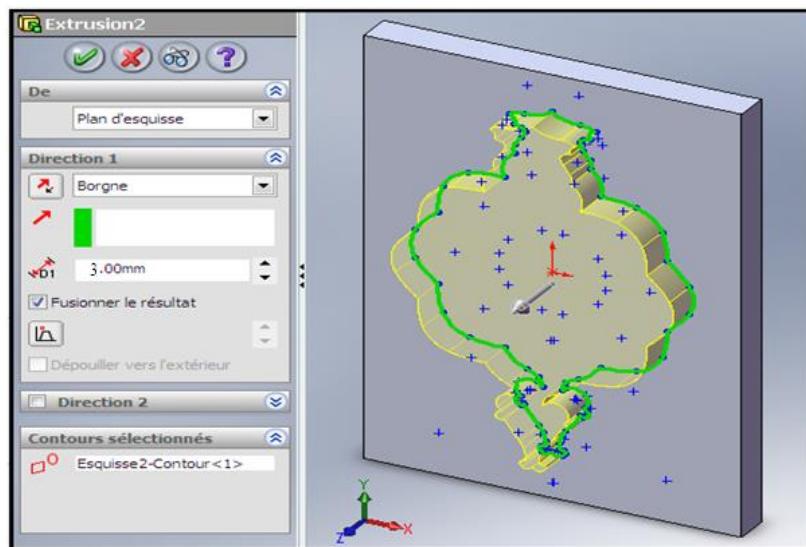 Extrusion2
?
De
Plan d'esquisse
Direction 1
Borgne
D1
3.00mm
Fusionner le résultat
Dépouiller vers l'extérieur
Direction 2
Contours sélectionnés
Esquisse2-Contour<1>
Y
Z
X